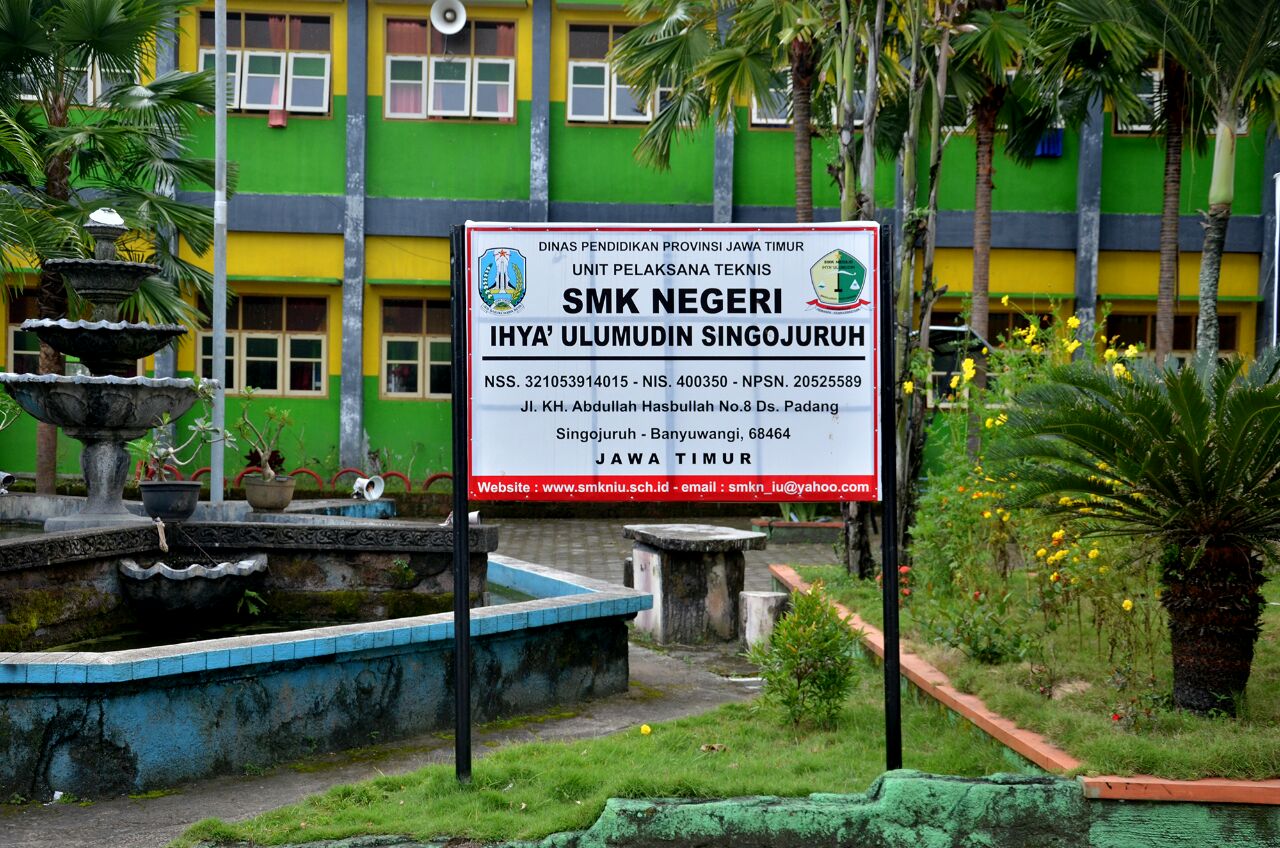 DINAS PENDIDIKAN PROVINSI JAWA TIMUR
UNIT PELAKSANA TEKNIS
SMK NEGERI
IHYA' ULUMUDIN SINGOJURUH
NSS. 321053914015 - NIS. 400350 - NPSN. 20525589
Jl. KH. Abdullah Hasbullah No.8 Ds. Padang
Singojuruh - Banyuwangi, 68464
JAWA TIMUR
Website : www.smkniu.sch.id - email : smkn_iu@yahoo.com